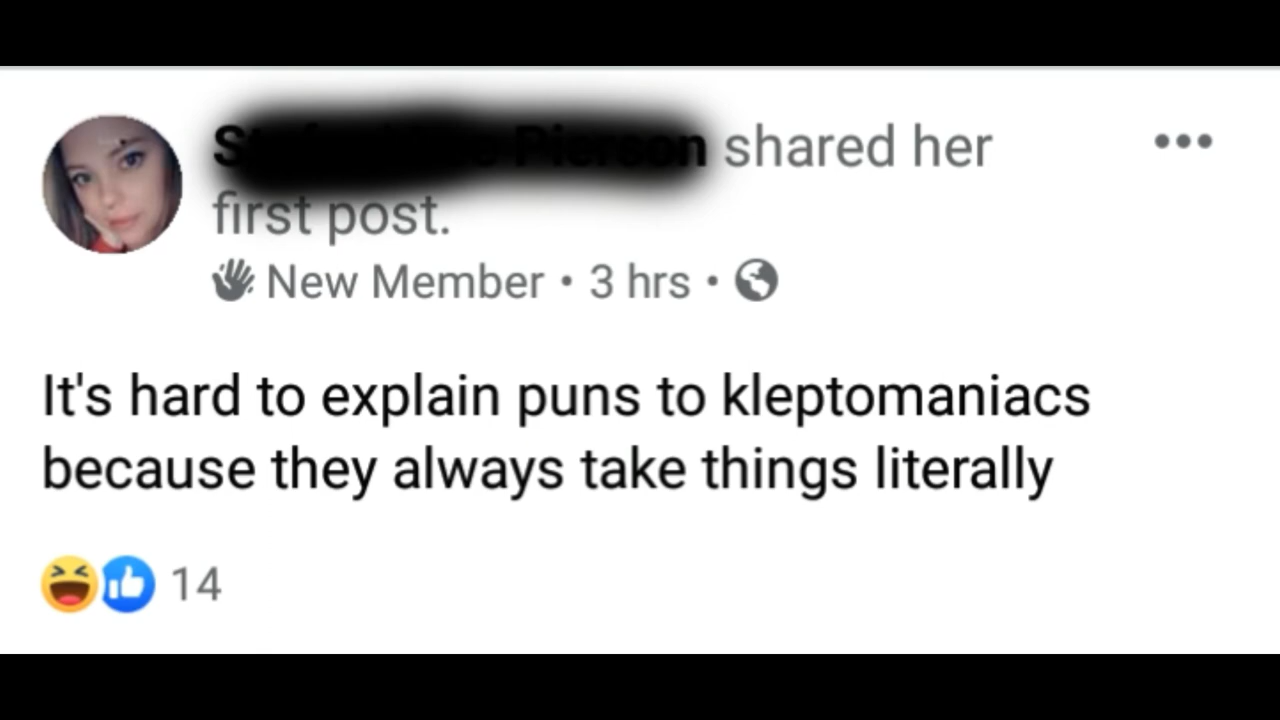 shared her
first post.
New Member • 3 hrs •
It's hard to explain puns to kleptomaniacs
because they always take things literally
14